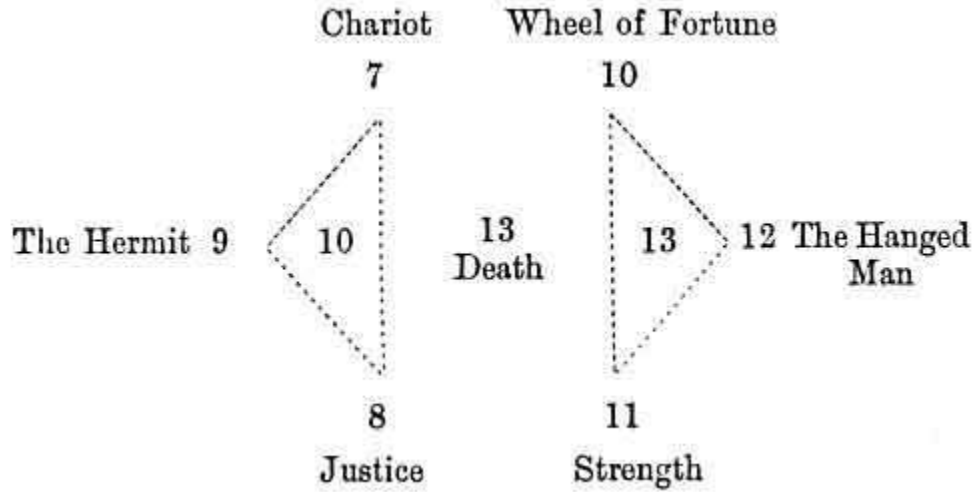 Chariot Wheel of Fortune
7 10
The Hermit 9 10 13 13 12 The Hanged
Death Man
8 11
Justice Strength